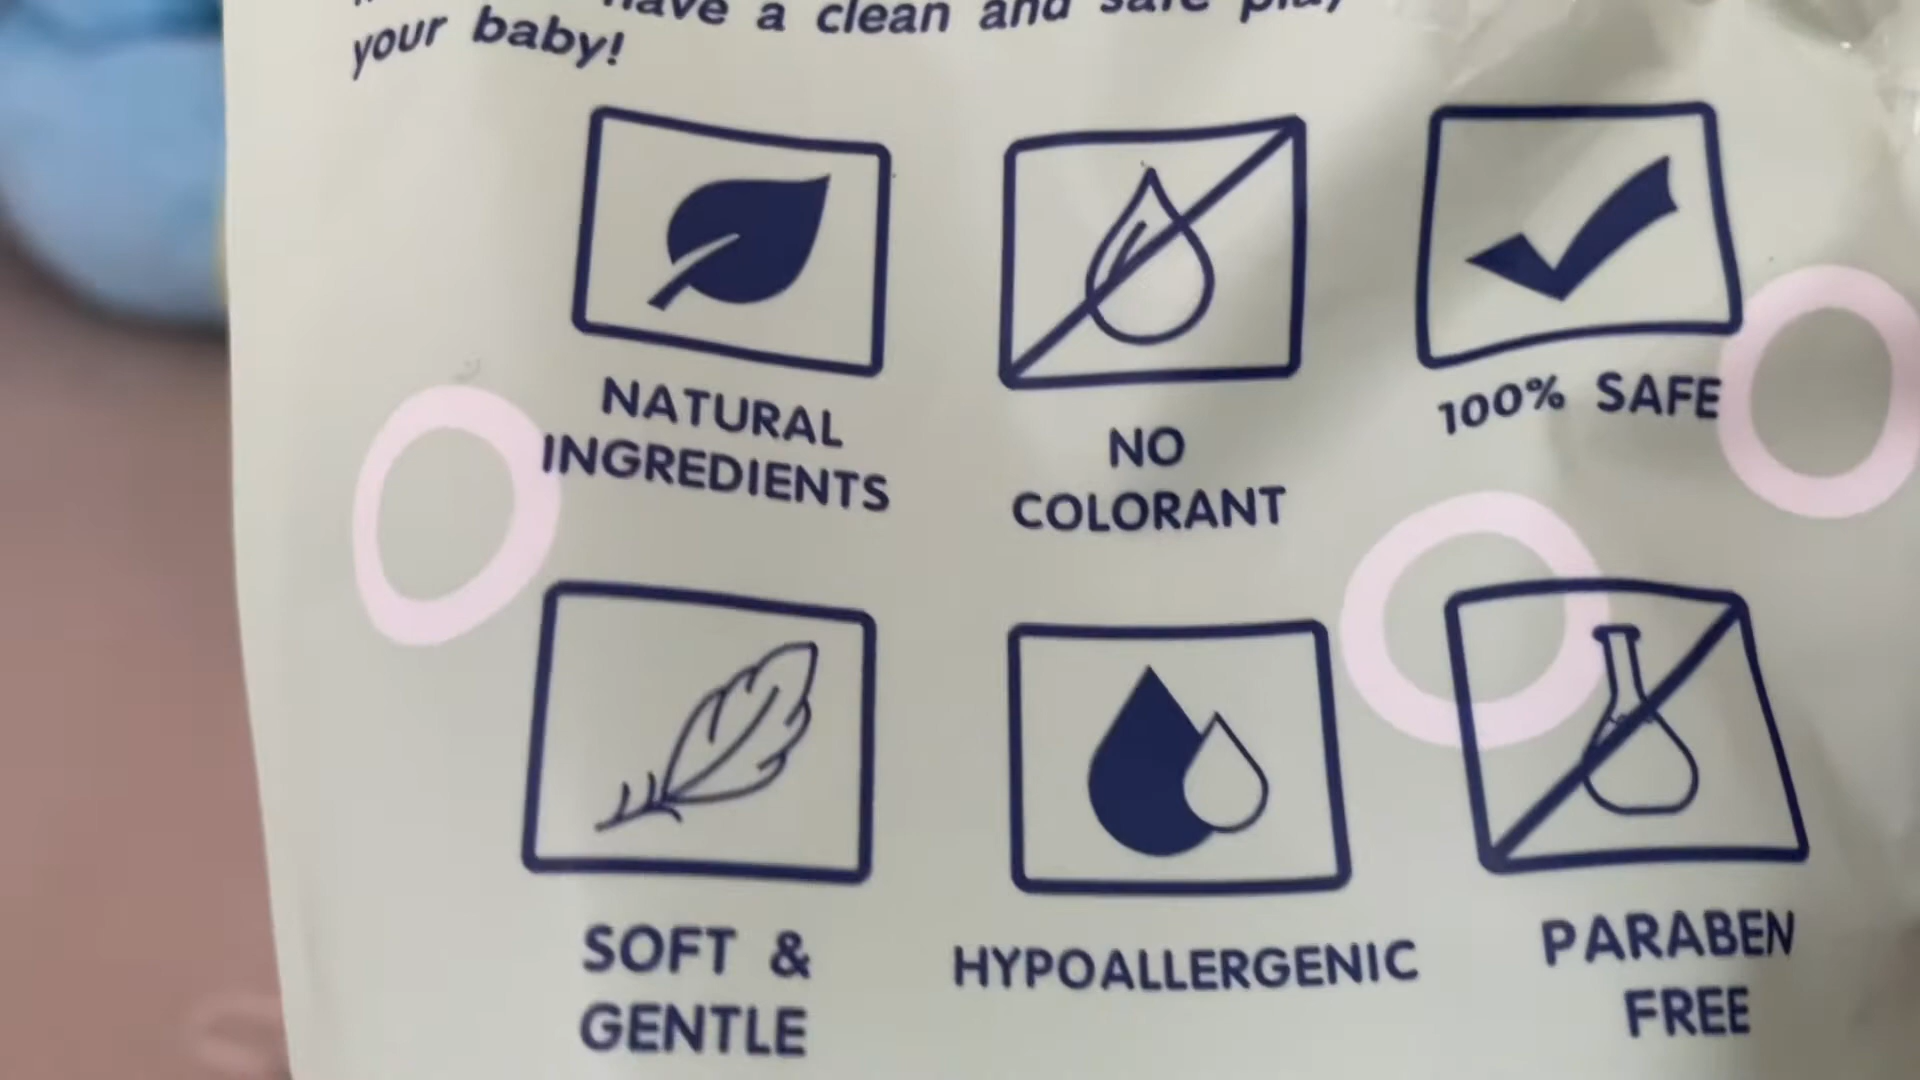 have a clean and safe play
your baby!
NATURAL
INGREDIENTS
NO
COLORANT
100% SAFE
SOFT &
GENTLE
HYPOALLERGENIC
PARABEN
FREE